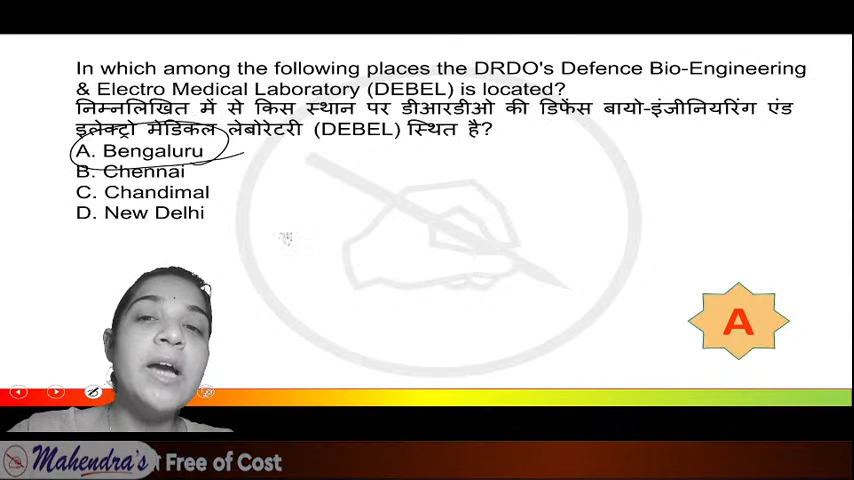 In which among the following places the DRDO's Defence Bio-Engineering
& Electro Medical Laboratory (DEBEL) is located?
निम्नलिखित में से किस स्थान पर डीआरडीओ की डिफेंस बायो-इंजीनियरिंग एंड
इलेक्ट्रो मेडिकल लेबोरेटरी (DEBEL) स्थित है?
A. Bengaluru
B. Chennai
C. Chandimal
D. New Delhi
A
Mahendra's Free of Cost